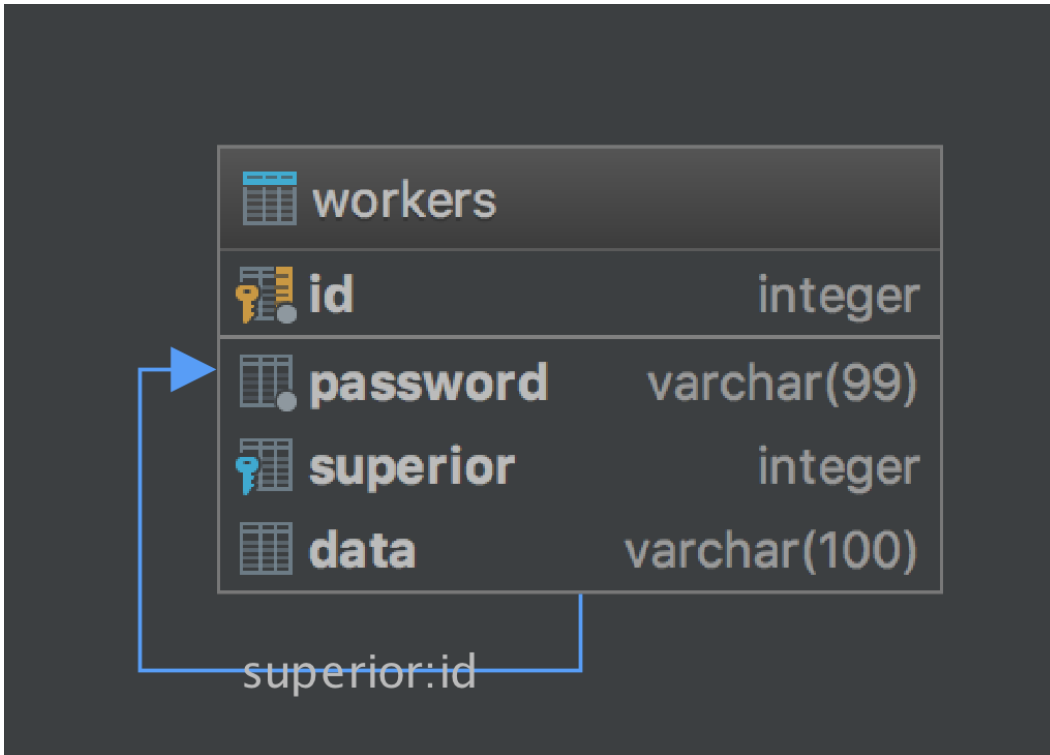 workers
id integer
password varchar(99)
superior integer
data varchar(100)
superior:id